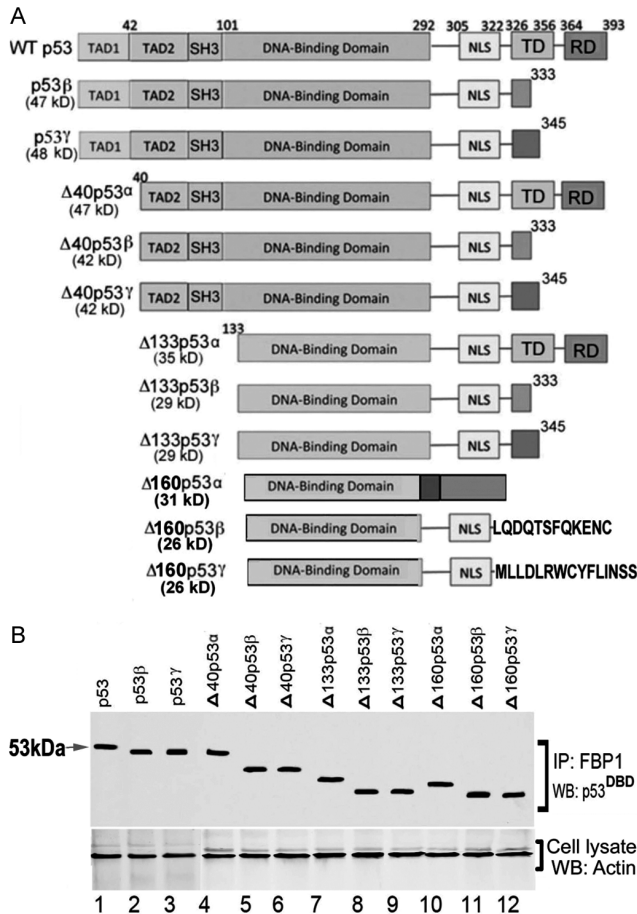 A
42 101 292 305 322 326 356 364 393
WT p53 TAD1 TAD2 SH3 DNA-Binding Domain NLS TD RD
p53β TAD1 TAD2 SH3 DNA-Binding Domain NLS 333
(47 kD)
p53γ TAD1 TAD2 SH3 DNA-Binding Domain NLS 345
(48 kD)
40
Δ40p53α TAD2 SH3 DNA-Binding Domain NLS TD RD
(47 kD)
Δ40p53β TAD2 SH3 DNA-Binding Domain NLS 333
(42 kD)
Δ40p53γ TAD2 SH3 DNA-Binding Domain NLS 345
(42 kD)
133
Δ133p53α DNA-Binding Domain NLS TD RD
(35 kD)
Δ133p53β DNA-Binding Domain NLS 333
(29 kD)
Δ133p53γ DNA-Binding Domain NLS 345
(29 kD)
Δ160p53α DNA-Binding Domain
(31 kD)
Δ160p53β DNA-Binding Domain NLS LQDQTSFQKENC
(26 kD)
Δ160p53γ DNA-Binding Domain NLS MLLDLRWCYFLINSS
(26 kD)
B
p53 p53β p53γ Δ40p53α Δ40p53β Δ40p53γ Δ133p53α Δ133p53β Δ133p53γ Δ160p53α Δ160p53β Δ160p53γ
53kDa
IP: FBP1
WB: p53DBD
Cell lysate
WB: Actin
1 2 3 4 5 6 7 8 9 10 11 12